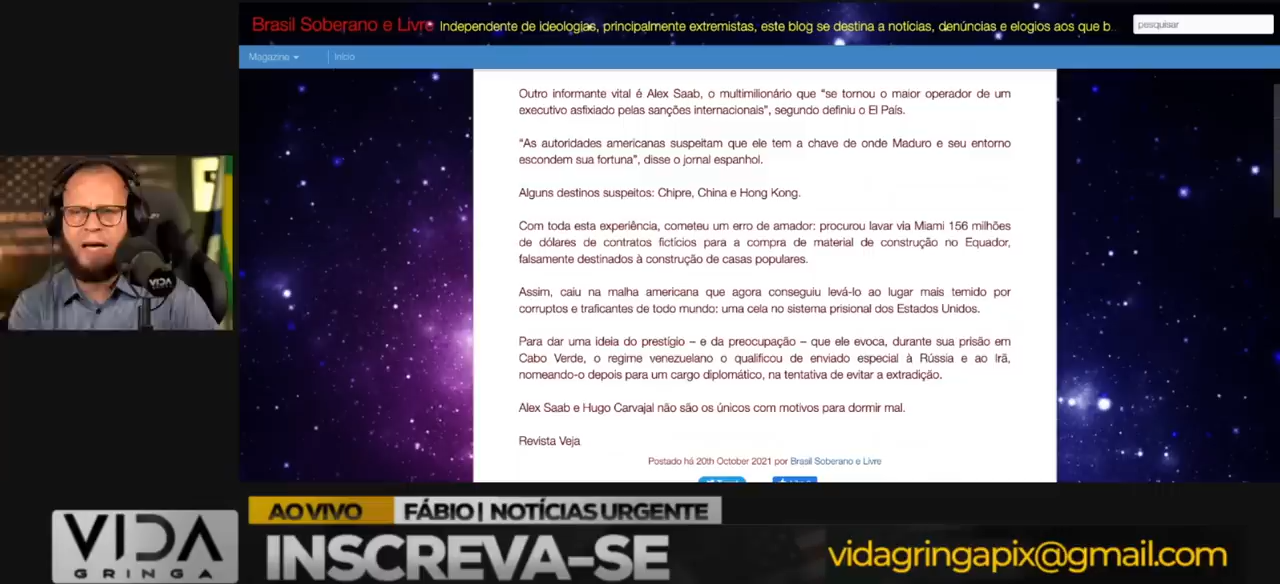 Brasil Soberano e Livre Independente de ideologias, principalmente extremistas, este blog se destina a notícias, denúncias e elogios aos que b...
pesquisar
Magazine
Início
Outro informante vital é Alex Saab, o multimilionário que “se tornou o maior operador de um
executivo asfixiado pelas sanções internacionais”, segundo definiu o El País.
“As autoridades americanas suspeitam que ele tem a chave de onde Maduro e seu entorno
escondem sua fortuna”, disse o jornal espanhol.
Alguns destinos suspeitos: Chipre, China e Hong Kong.
Com toda esta experiência, cometeu um erro de amador: procurou lavar via Miami 156 milhões
de dólares de contratos fictícios para a compra de material de construção no Equador,
falsamente destinados à construção de casas populares.
Assim, caiu na malha americana que agora conseguiu levá-lo ao lugar mais temido por
corruptos e traficantes de todo mundo: uma cela no sistema prisional dos Estados Unidos.
Para dar uma ideia do prestígio – e da preocupação – que ele evoca, durante sua prisão em
Cabo Verde, o regime venezuelano o qualificou de enviado especial à Rússia e ao Irã,
nomeando-o depois para um cargo diplomático, na tentativa de evitar a extradição.
Alex Saab e Hugo Carvajal não são os únicos com motivos para dormir mal.
Revista Veja
Postado há 20th October 2021 por Brasil Soberano e Livre
VIDA
AO VIVO FÁBIO | NOTÍCIAS URGENTE
VIDA
GRINGA
INSCREVA-SE
vidagringapix@gmail.com